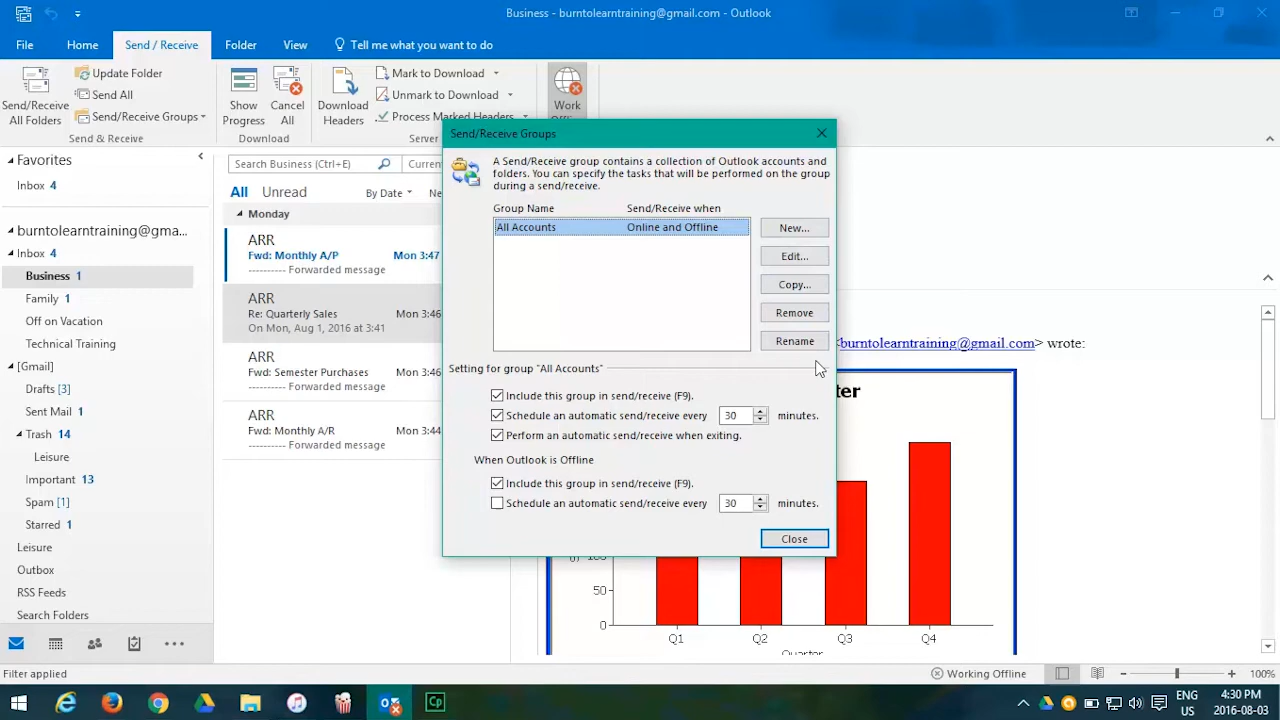 Business - burntolearntraining@gmail.com - Outlook
File
Home
Send / Receive
Folder
View
Tell me what you want to do
Send/Receive
All Folders
Update Folder
Send All
Send/Receive Groups
Send & Receive
Show
Progress
Cancel
All
Download
Download
Headers
Mark to Download
Unmark to Download
Process Marked Headers
Server
Work
Favorites
Inbox 4
burntolearntraining@gma...
Inbox 4
Business 1
Family 1
Off on Vacation
Technical Training
[Gmail]
Drafts [3]
Sent Mail 1
Trash 14
Leisure
Important 13
Spam [1]
Starred 1
Leisure
Outbox
RSS Feeds
Search Folders
Search Business (Ctrl+E)
All Unread
By Date
Monday
ARR
Fwd: Monthly A/P Mon 3:47
---------- Forwarded message
ARR
Re: Quarterly Sales Mon 3:46
On Mon, Aug 1, 2016 at 3:41
ARR
Fwd: Semester Purchases Mon 3:46
---------- Forwarded message
ARR
Fwd: Monthly A/R Mon 3:44
---------- Forwarded message
Send/Receive Groups
A Send/Receive group contains a collection of Outlook accounts and
folders. You can specify the tasks that will be performed on the group
during a send/receive.
Group Name Send/Receive when
All Accounts Online and Offline
New...
Edit...
Copy...
Remove
Rename
Setting for group "All Accounts"
Include this group in send/receive (F9).
Schedule an automatic send/receive every 30 minutes.
Perform an automatic send/receive when exiting.
When Outlook is Offline
Include this group in send/receive (F9).
Schedule an automatic send/receive every 30 minutes.
Close
<burntolearntraining@gmail.com> wrote:
50
0
Q1 Q2 Q3 Q4
Quarter
Filter applied
Working Offline
100%
Cp
ENG
US
4:30 PM
2016-08-03